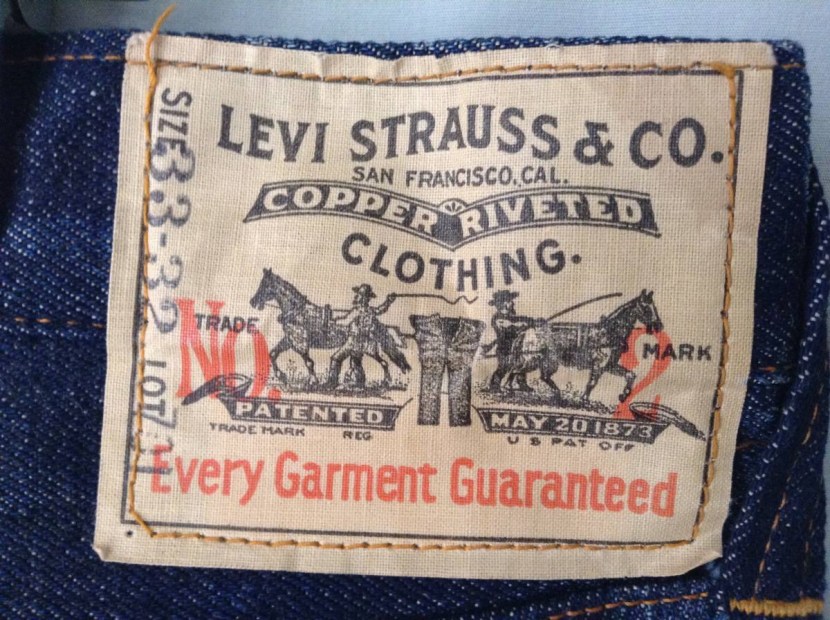 LEVI STRAUSS & CO.
SAN FRANCISCO, CAL.
COPPER RIVETED
CLOTHING.
TRADE MARK
NO. 2
PATENTED MAY 20 1873
TRADE MARK REG U S PAT OFF
Every Garment Guaranteed
SIZE 33-32 LOT